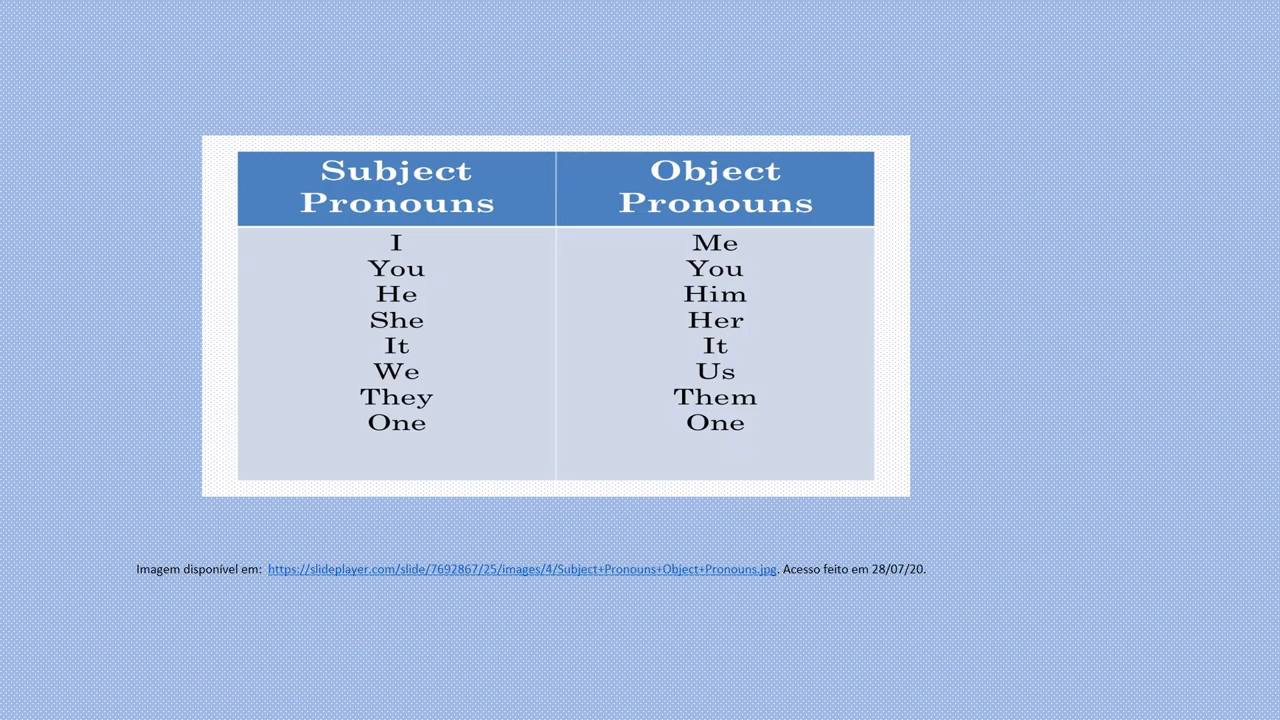 Subject Pronouns
Object Pronouns
I Me
You You
He Him
She Her
It It
We Us
They Them
One One
Imagem disponível em: https://slideplayer.com/slide/7692867/25/images/4/Subject+Pronouns+Object+Pronouns.jpg. Acesso feito em 28/07/20.